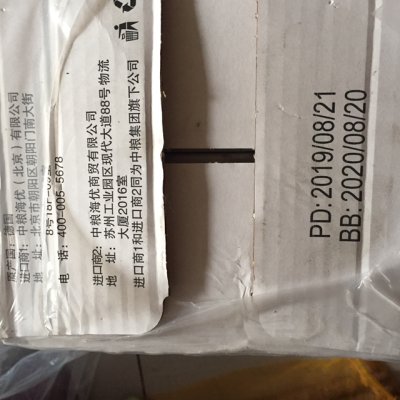 原产国: 德国
进口商1: 中粮海优（北京）有限公司
地 址: 北京市朝阳区朝阳门南大街
8号
电 话: 400-005-5678
进口商2: 中粮海优商贸有限公司
地 址: 苏州工业园区现代大道88号 物流
大厦2016室
进口商1和进口商2同为中粮集团旗下公司
PD: 2019/08/21
BB: 2020/08/20